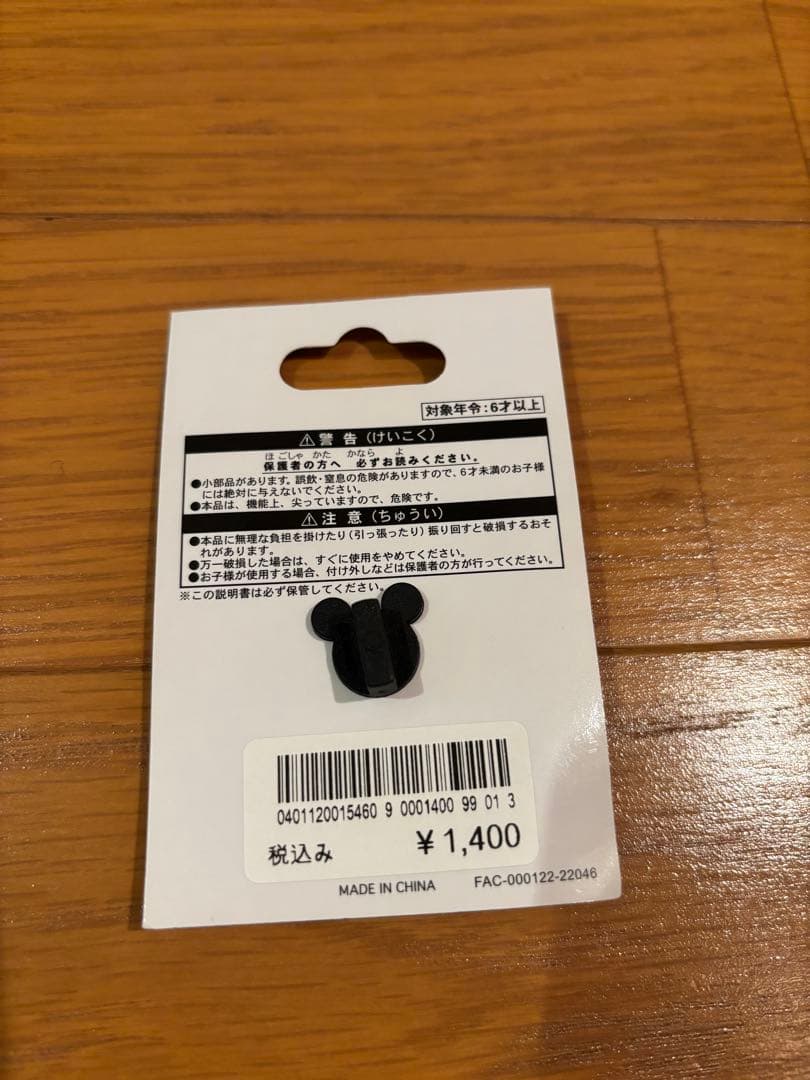 対象年令:6才以上
⚠警告(けいこく)
ほごしゃ かた かなら よ
保護者の方へ 必ずお読みください。
●小部品があります。誤飲・窒息の危険がありますので、6才未満のお子様
には絶対に与えないでください。
●本品は、機能上、尖っていますので、危険です。
⚠注意(ちゅうい)
●本品に無理な負担を掛けたり(引っ張ったり)振り回すと破損するおそ
れがあります。
●万一破損した場合は、すぐに使用をやめてください。
●お子様が使用する場合、付け外しなどは保護者の方が行ってください。
※この説明書は必ず保管してください。
0401120015460 9 0001400 99 01 3
税込み ¥1,400
MADE IN CHINA FAC-000122-22046